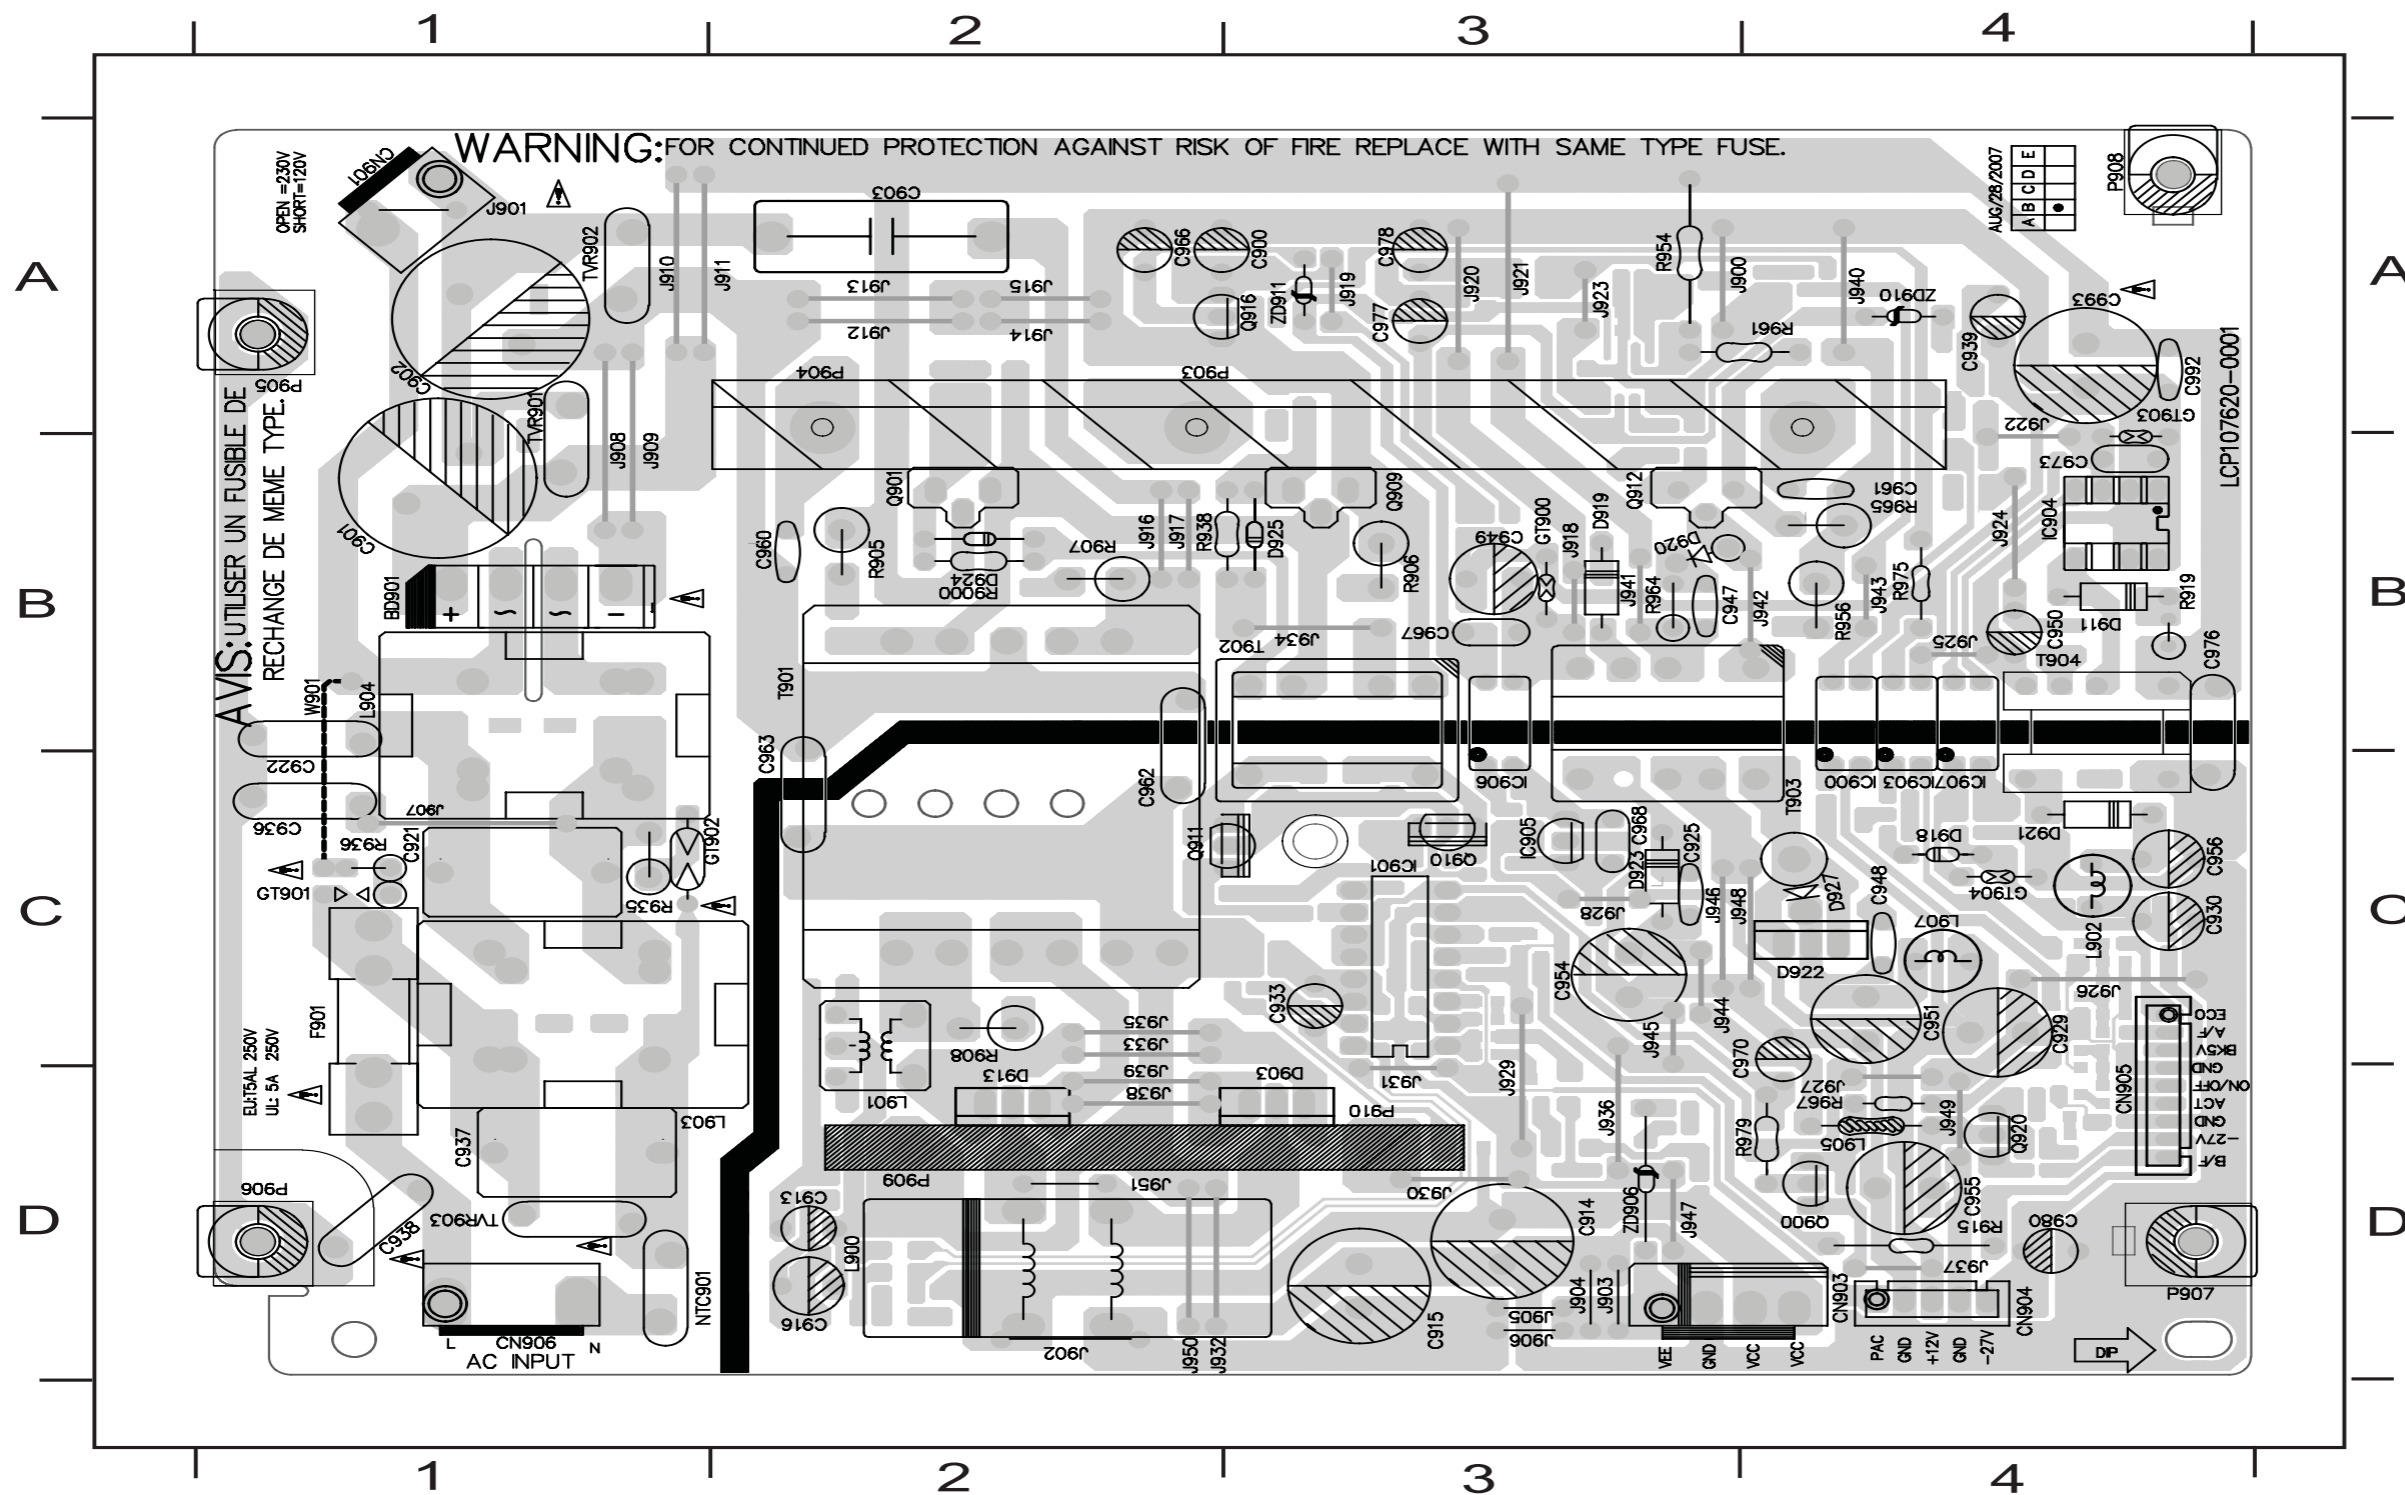 1 2 3 4
A A
B B
C C
D D
WARNING: FOR CONTINUED PROTECTION AGAINST RISK OF FIRE REPLACE WITH SAME TYPE FUSE.
OPEN =230V
SHORT=120V
CN901
J901
TVR902
J910
J911
C903
C966
C900
C978
J920
J921
J923
R954
J900
J940
AUG/28/2007
A B C D E
P908
J913
J915
J912
J914
Q916
ZD911
J919
C977
R961
ZD910
C939
C993
C992
P905
C902
TVR901
P904
P903
J922
GT903
LCP107620-0001
AVIS: UTILISER UN FUSIBLE DE
RECHANGE DE MEME TYPE.
C901
J908
J909
Q901
Q909
Q912
C961
R965
C973
J924
IC904
C960
R905
D924
R9000
R907
J916
J917
R938
D925
R906
C949
GT900
J918
D919
J941
R964
D920
C947
J942
R956
J943
R975
J925
C950
D911
R919
C976
BD901
+ ~ ~ -
T901
T902
J934
C967
T904
W901
L904
C922
C936
C963
C962
IC906
T903
IC900
IC903
IC907
J907
R936
C921
GT901
GT902
R935
Q911
Q910
IC901
IC905
C968
D923
C925
J928
J946
J948
D927
C948
D918
D921
GT904
C956
L902
C930
L907
D922
C954
C933
F901
EU:T5AL 250V
UL: 5A 250V
L901
R908
J935
J933
J939
J938
D913
D903
P910
J931
J929
J945
J944
C970
C951
C929
J926
ECO
A/F
BK5V
GND
ON/OFF
ACT
GND
-27V
B/F
CN905
L903
C937
P909
J951
J930
J936
R979
J927
R967
L905
J949
Q920
P906
C938
TVR903
NTC901
C913
C916
L900
J902
J950
J932
C915
C914
ZD906
J947
Q900
C955
R915
C980
J937
J904
J903
J905
J906
CN903
CN904
P907
L
CN906
N
AC INPUT
VEE
GND
VCC
VCC
PAC
GND
+12V
GND
-27V
DIP
A A
B B
C C
D D
1 2 3 4